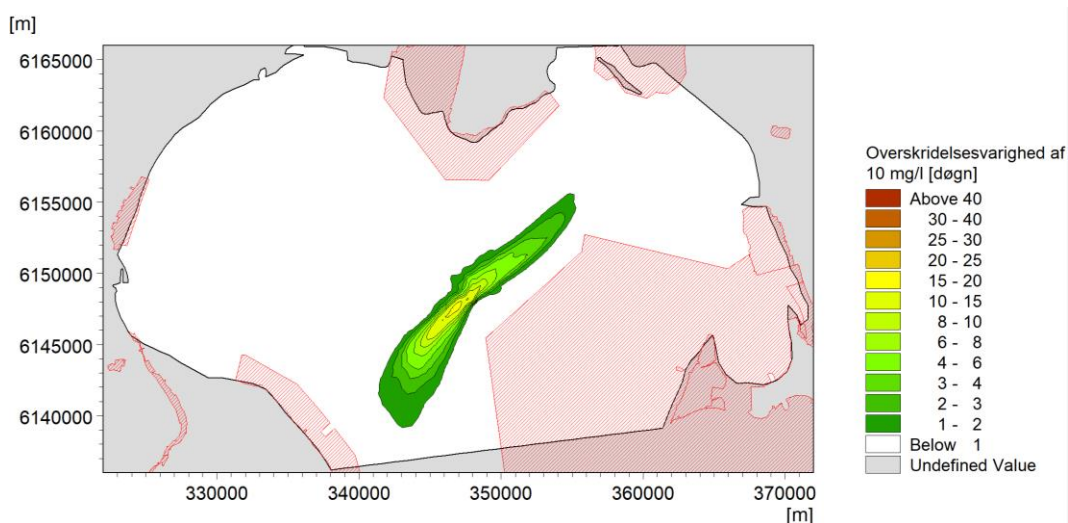 [m]
6165000
6160000
6155000
6150000
6145000
6140000
330000 340000 350000 360000 370000
[m]
Overskridelsesvarighed af
10 mg/l [døgn]
Above 40
30 - 40
25 - 30
20 - 25
15 - 20
10 - 15
8 - 10
6 - 8
4 - 6
3 - 4
2 - 3
1 - 2
Below 1
Undefined Value